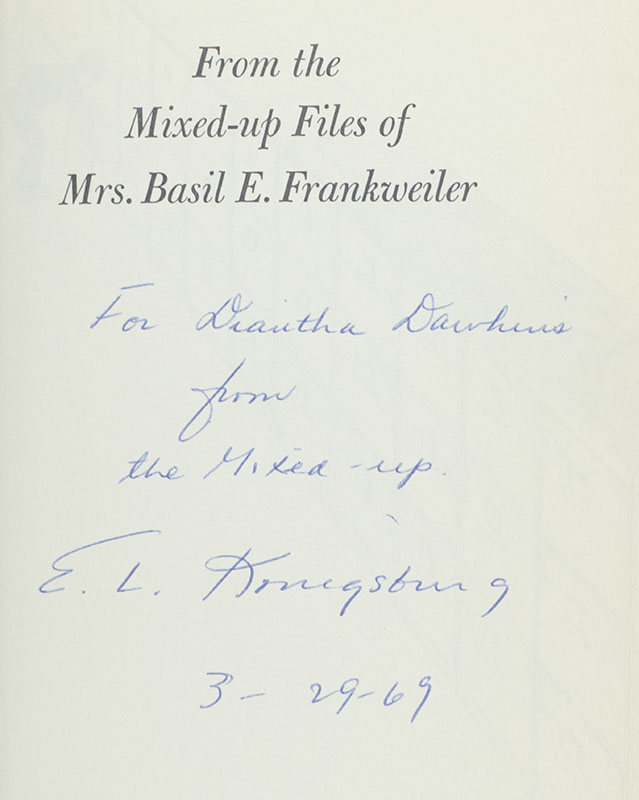 From the
Mixed-up Files of
Mrs. Basil E. Frankweiler
For Diantha Dawkins
from
the Mixed-up.
E. L. Konigsburg
3- 29-69